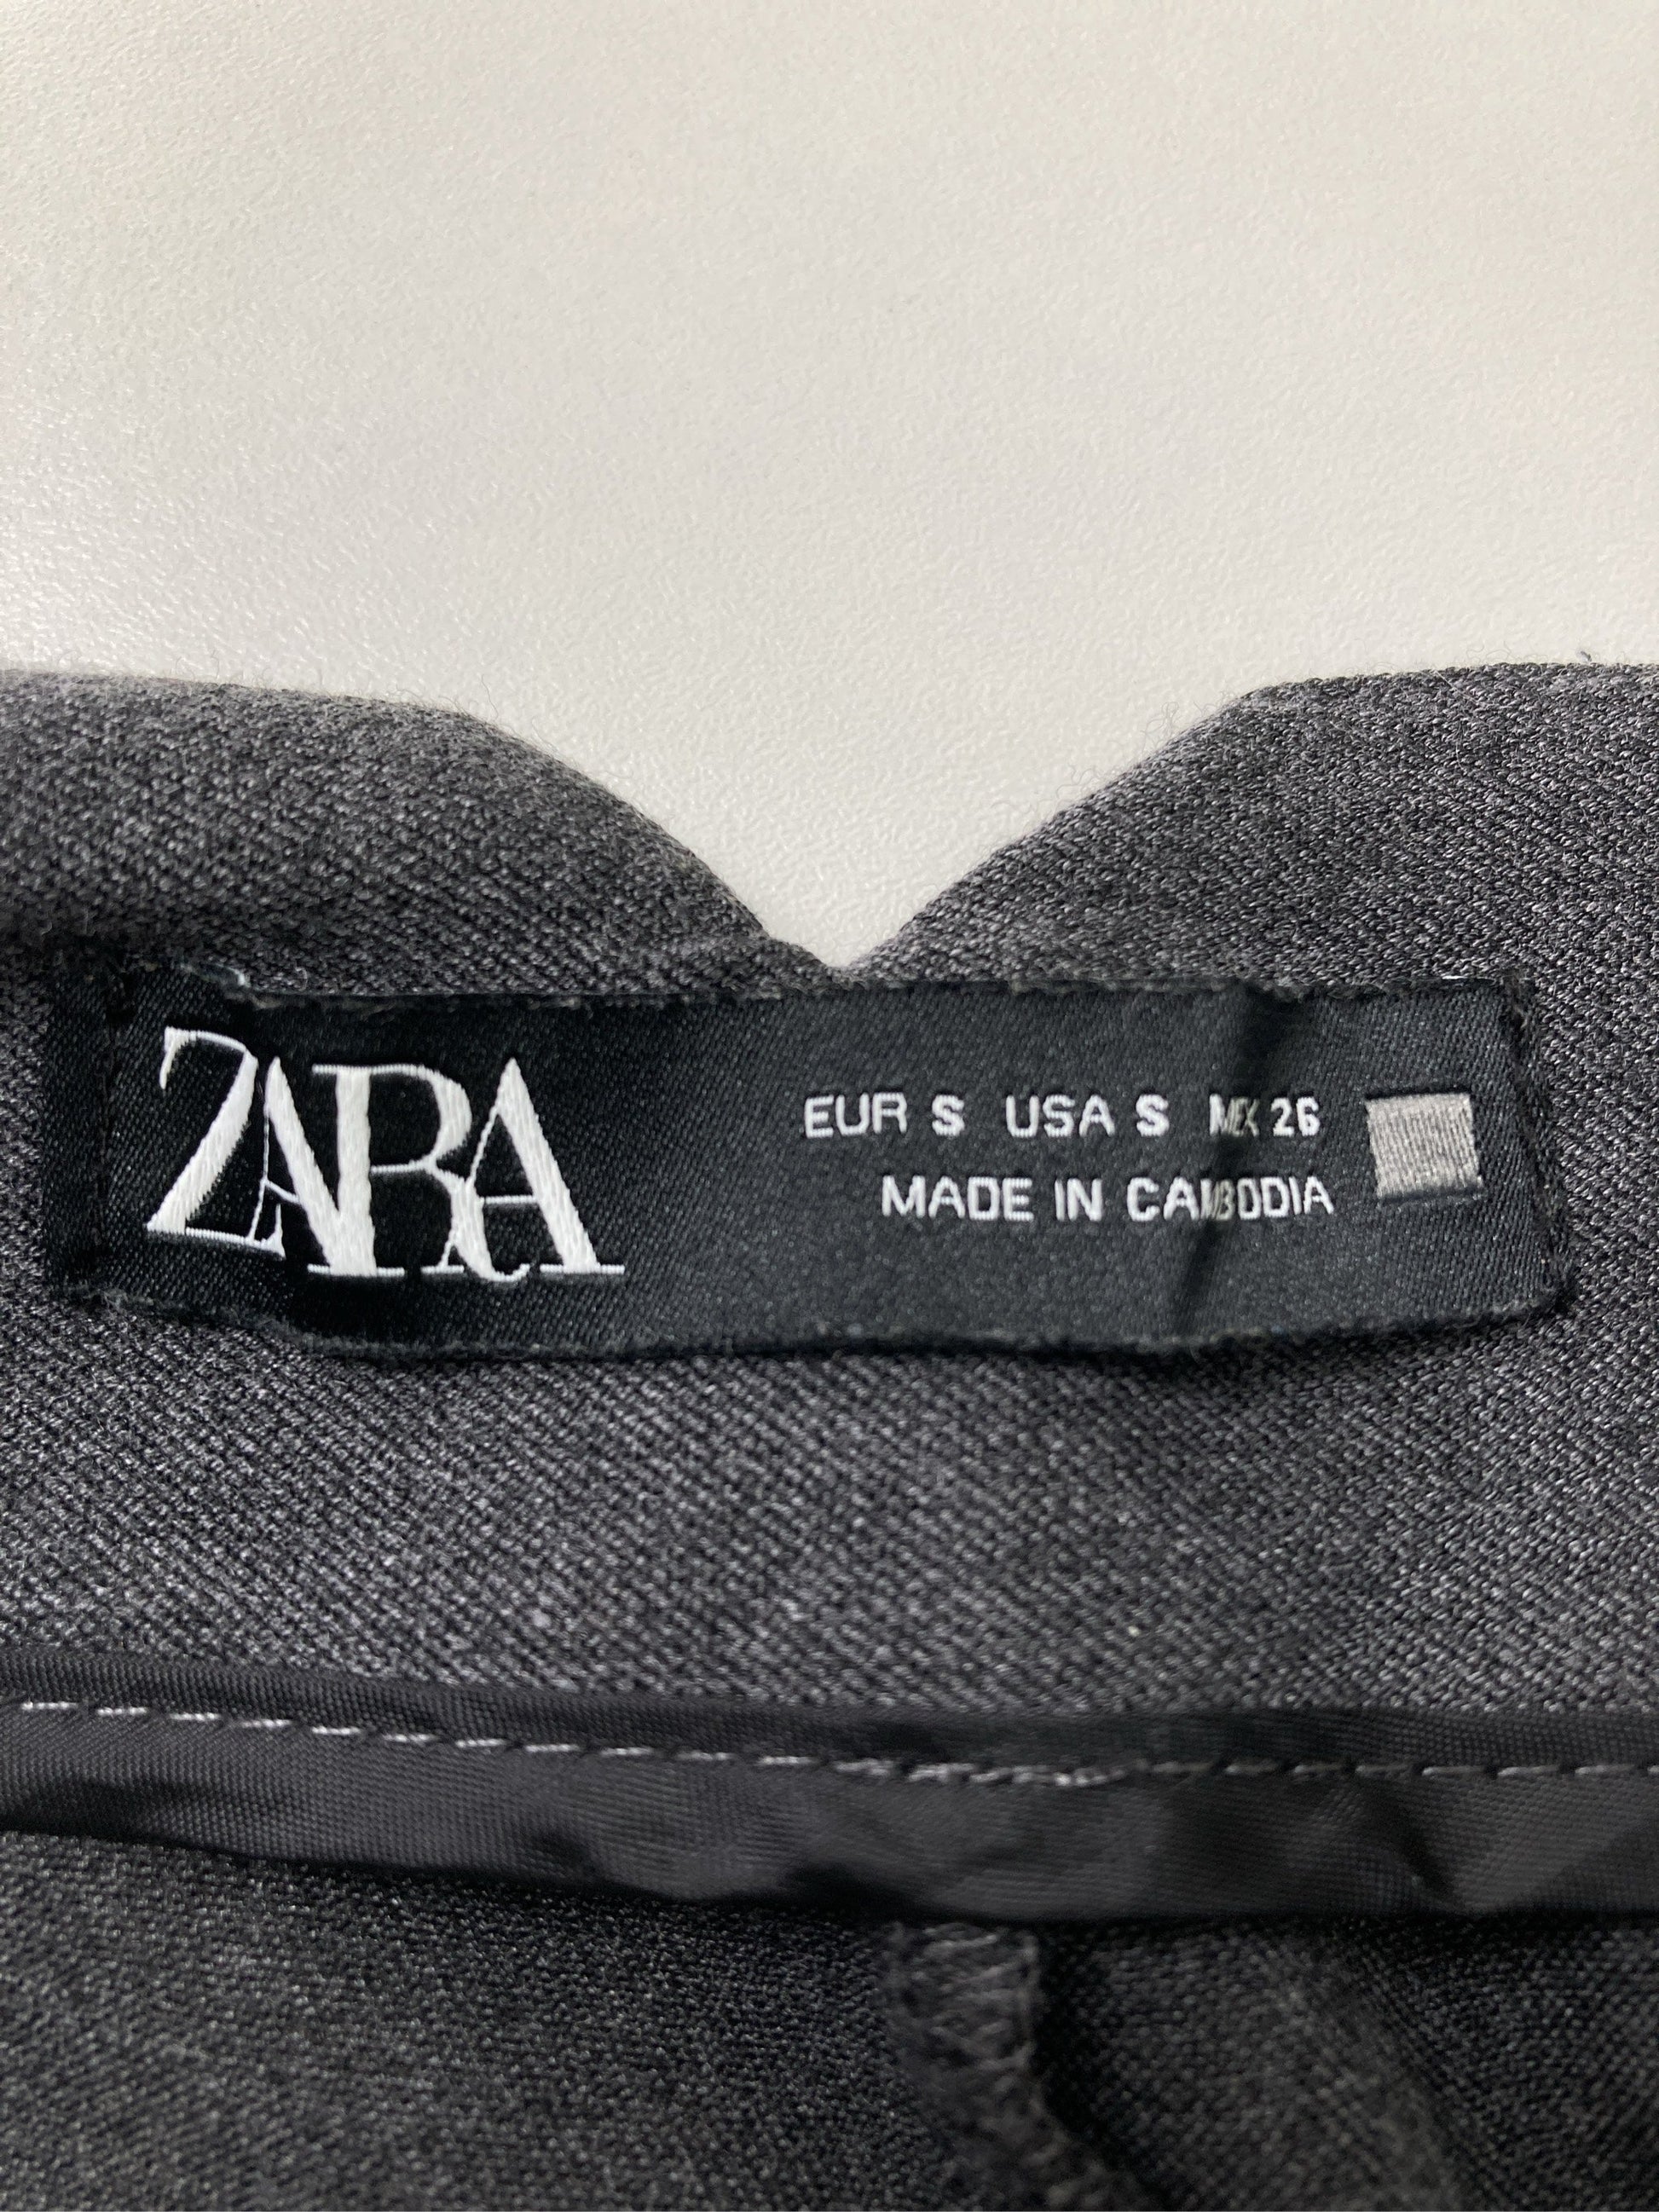 ZARA
EUR S USA S MEX 26
MADE IN CAMBODIA